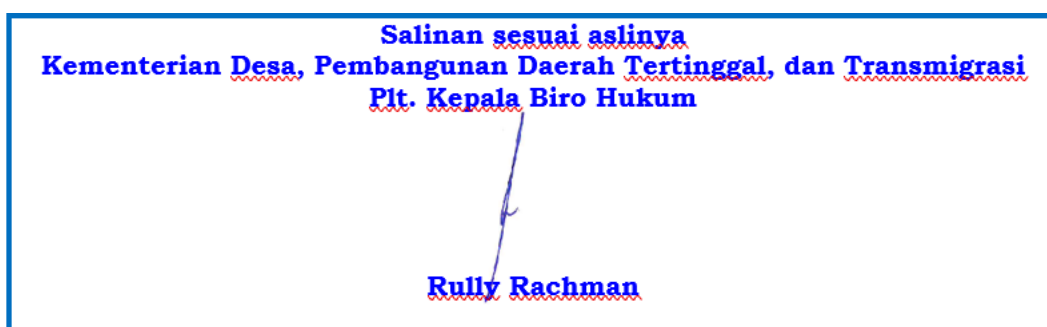 Salinan sesuai aslinya
Kementerian Desa, Pembangunan Daerah Tertinggal, dan Transmigrasi
Plt. Kepala Biro Hukum
Rully Rachman